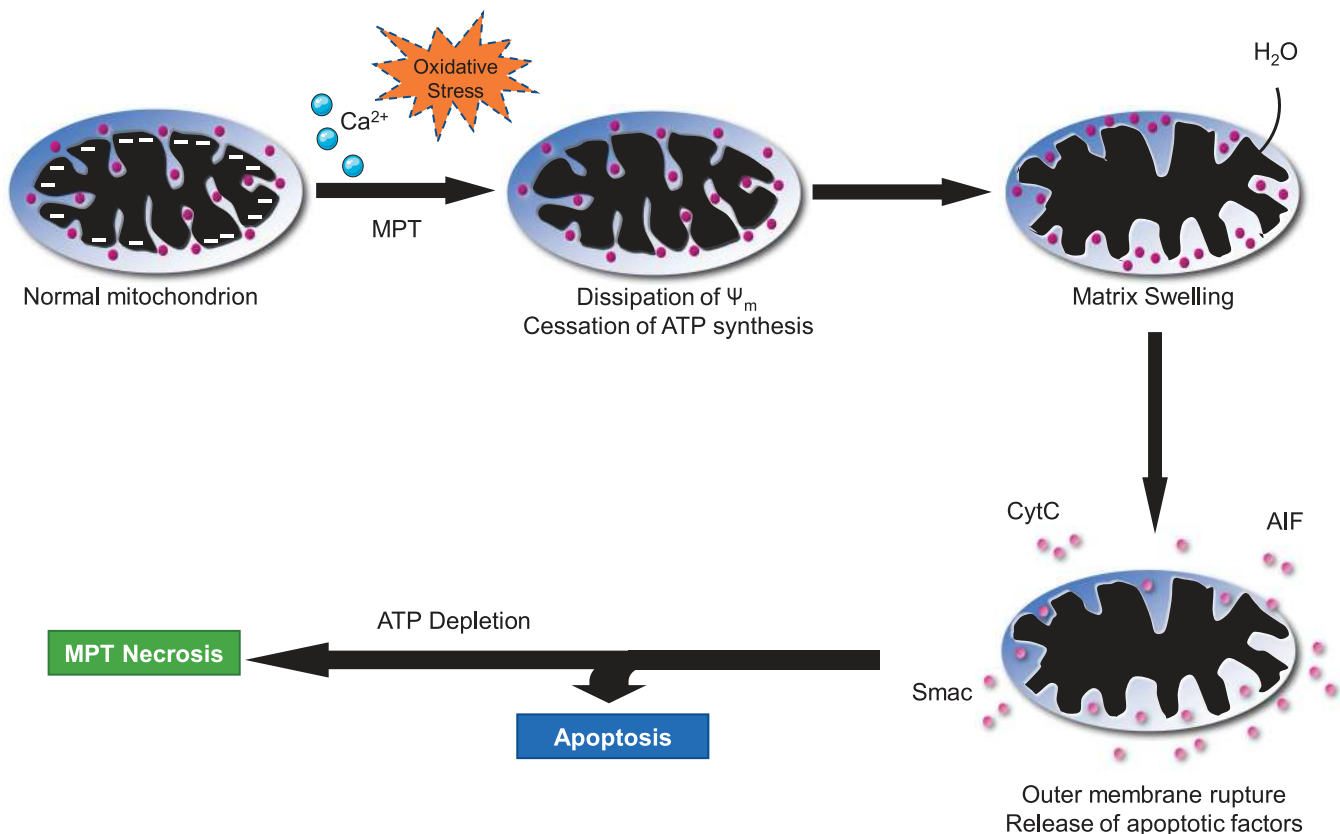 Oxidative
Stress
Ca²⁺
H₂O
MPT
Normal mitochondrion
Dissipation of Ψₘ
Cessation of ATP synthesis
Matrix Swelling
CytC
AIF
ATP Depletion
MPT Necrosis
Smac
Apoptosis
Outer membrane rupture
Release of apoptotic factors